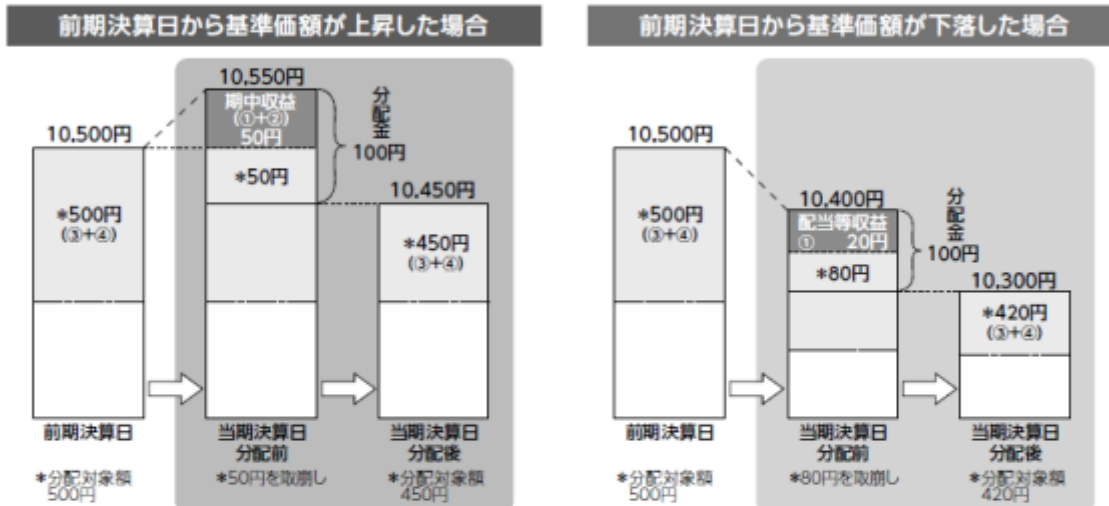 前期決算日から基準価額が上昇した場合
10,550円
期中収益
(①+②)
50円
分配金
100円
10,500円
*50円
10,450円
*500円
(③+④)
*450円
(③+④)
前期決算日
当期決算日
分配前
当期決算日
分配後
*分配対象額
500円
*50円を取崩し
*分配対象額
450円
前期決算日から基準価額が下落した場合
10,500円
10,400円
配当等収益
① 20円
分配金
100円
*500円
(③+④)
*80円
10,300円
*420円
(③+④)
前期決算日
当期決算日
分配前
当期決算日
分配後
*分配対象額
500円
*80円を取崩し
*分配対象額
420円